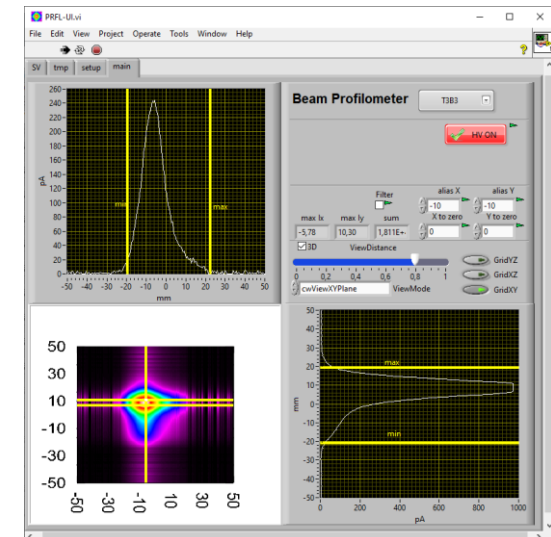 PRFL-UI.vi
File Edit View Project Operate Tools Window Help
SV tmp setup main
260
240
220
200
180
160
140
120
100
80
60
40
20
0
pA
min
max
-50 -40 -30 -20 -10 0 10 20 30 40 50
mm
Beam Profilometer T3B3
HV ON
Filter alias X alias Y
-10 -10
max Ix max Iy sum X to zero Y to zero
-5,78 10,30 1,811E+ 0 0
3D ViewDistance
GridYZ
0 0,2 0,4 0,6 0,8 1
GridXZ
cwViewXYPlane ViewMode GridXY
50
30
10
-10
-30
-50
-50 -30 -10 10 30 50
50
40
30
20
10
0
-10
-20
-30
-40
-50
mm
max
min
0 200 400 600 800 1000
pA